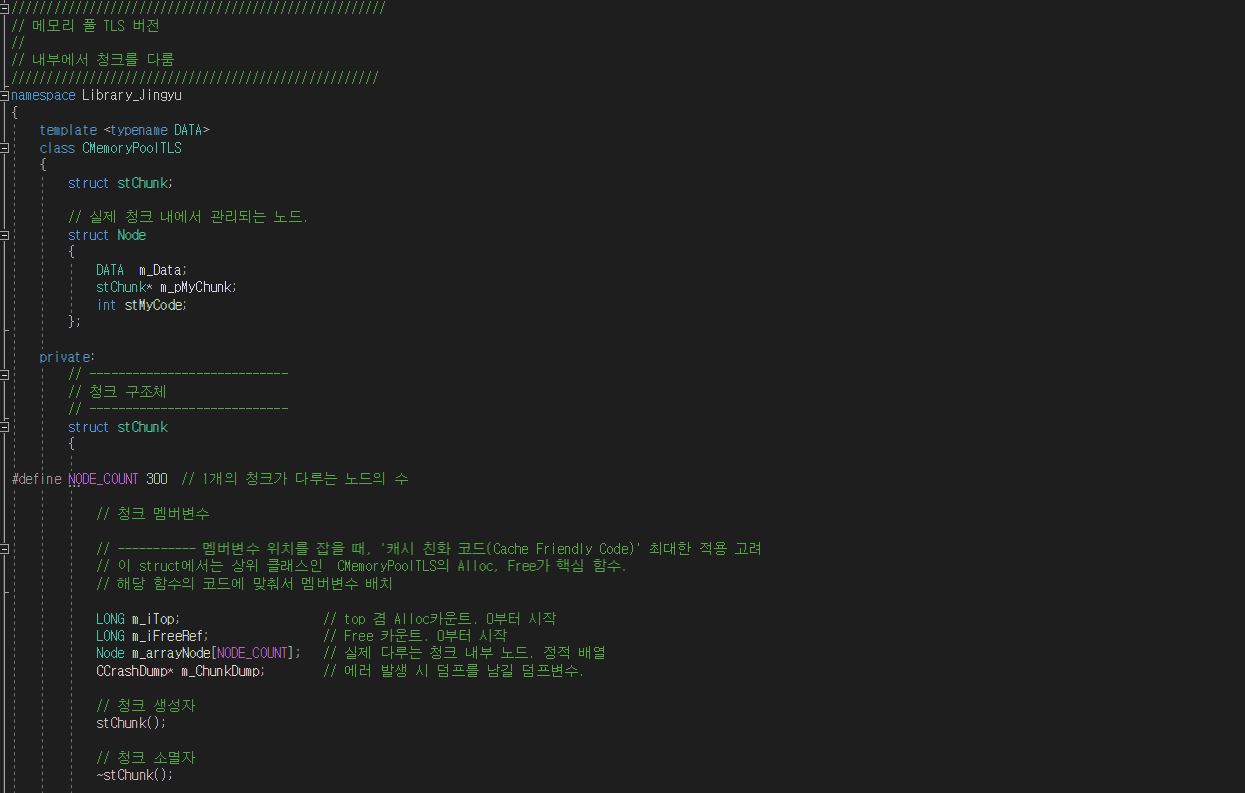 //////////////////////////////////////////////////////
// 메모리 풀 TLS 버전
//
// 내부에서 청크를 다룸
/////////////////////////////////////////////////////
namespace Library_Jingyu
{
template <typename DATA>
class CMemoryPoolTLS
{
struct stChunk;
// 실제 청크 내에서 관리되는 노드.
struct Node
{
DATA m_Data;
stChunk* m_pMyChunk;
int stMyCode;
};
private:
// ----------------------------
// 청크 구조체
// ----------------------------
struct stChunk
{
#define NODE_COUNT 300 // 1개의 청크가 다루는 노드의 수
// 청크 멤버변수
// ----------- 멤버변수 위치를 잡을 때, '캐시 친화 코드(Cache Friendly Code)' 최대한 적용 고려
// 이 struct에서는 상위 클래스인 CMemoryPoolTLS의 Alloc, Free가 핵심 함수.
// 해당 함수의 코드에 맞춰서 멤버변수 배치
LONG m_iTop; // top 겸 Alloc카운트. 0부터 시작
LONG m_iFreeRef; // Free 카운트. 0부터 시작
Node m_arrayNode[NODE_COUNT]; // 실제 다루는 청크 내부 노드. 정적 배열
CCrashDump* m_ChunkDump; // 에러 발생 시 덤프를 남길 덤프변수.
// 청크 생성자
stChunk();
// 청크 소멸자
~stChunk();